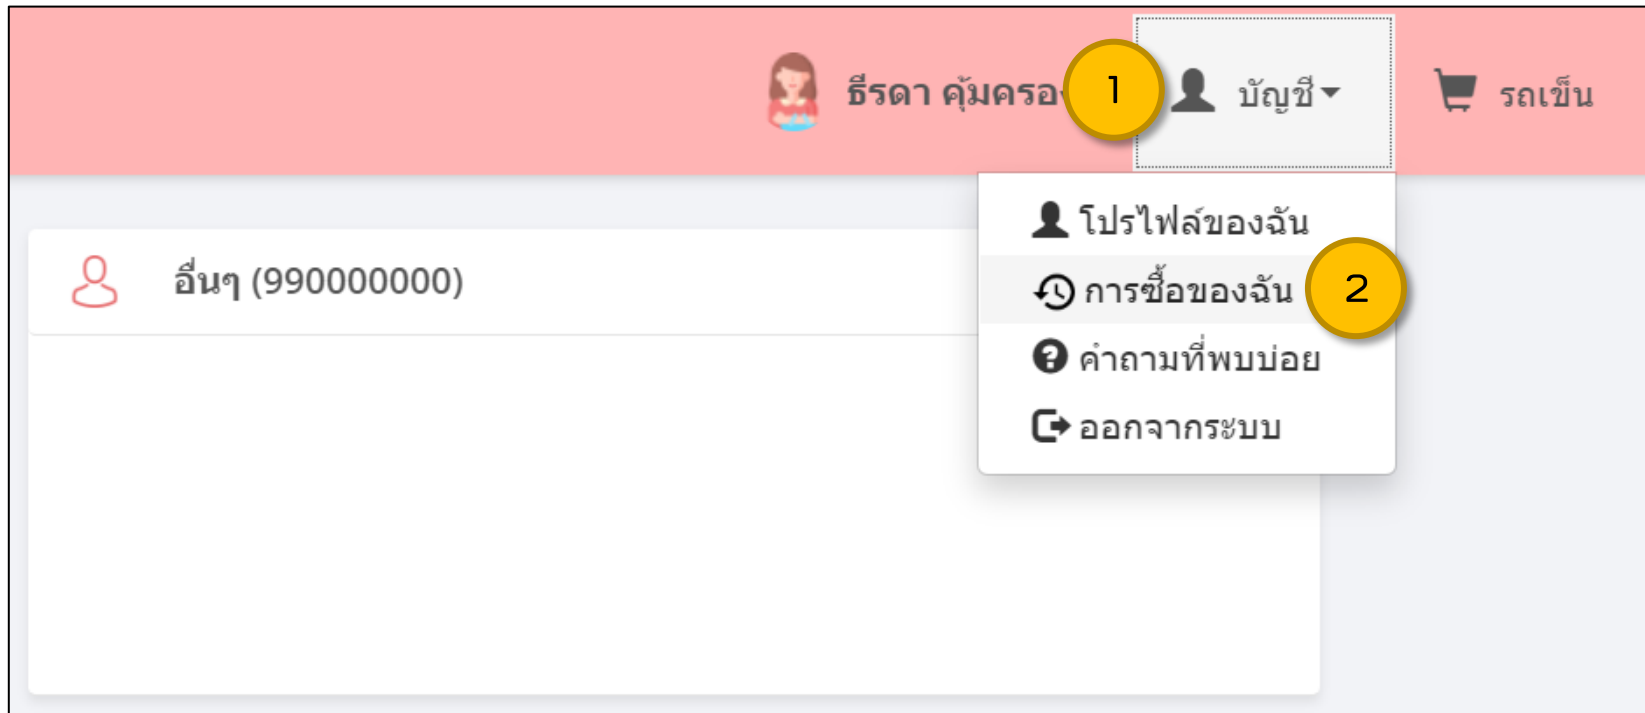 ธีรดา คุ้มครอง 1 บัญชี รถเข็น
โปรไฟล์ของฉัน
อื่นๆ (990000000)
การซื้อของฉัน 2
คำถามที่พบบ่อย
ออกจากระบบ